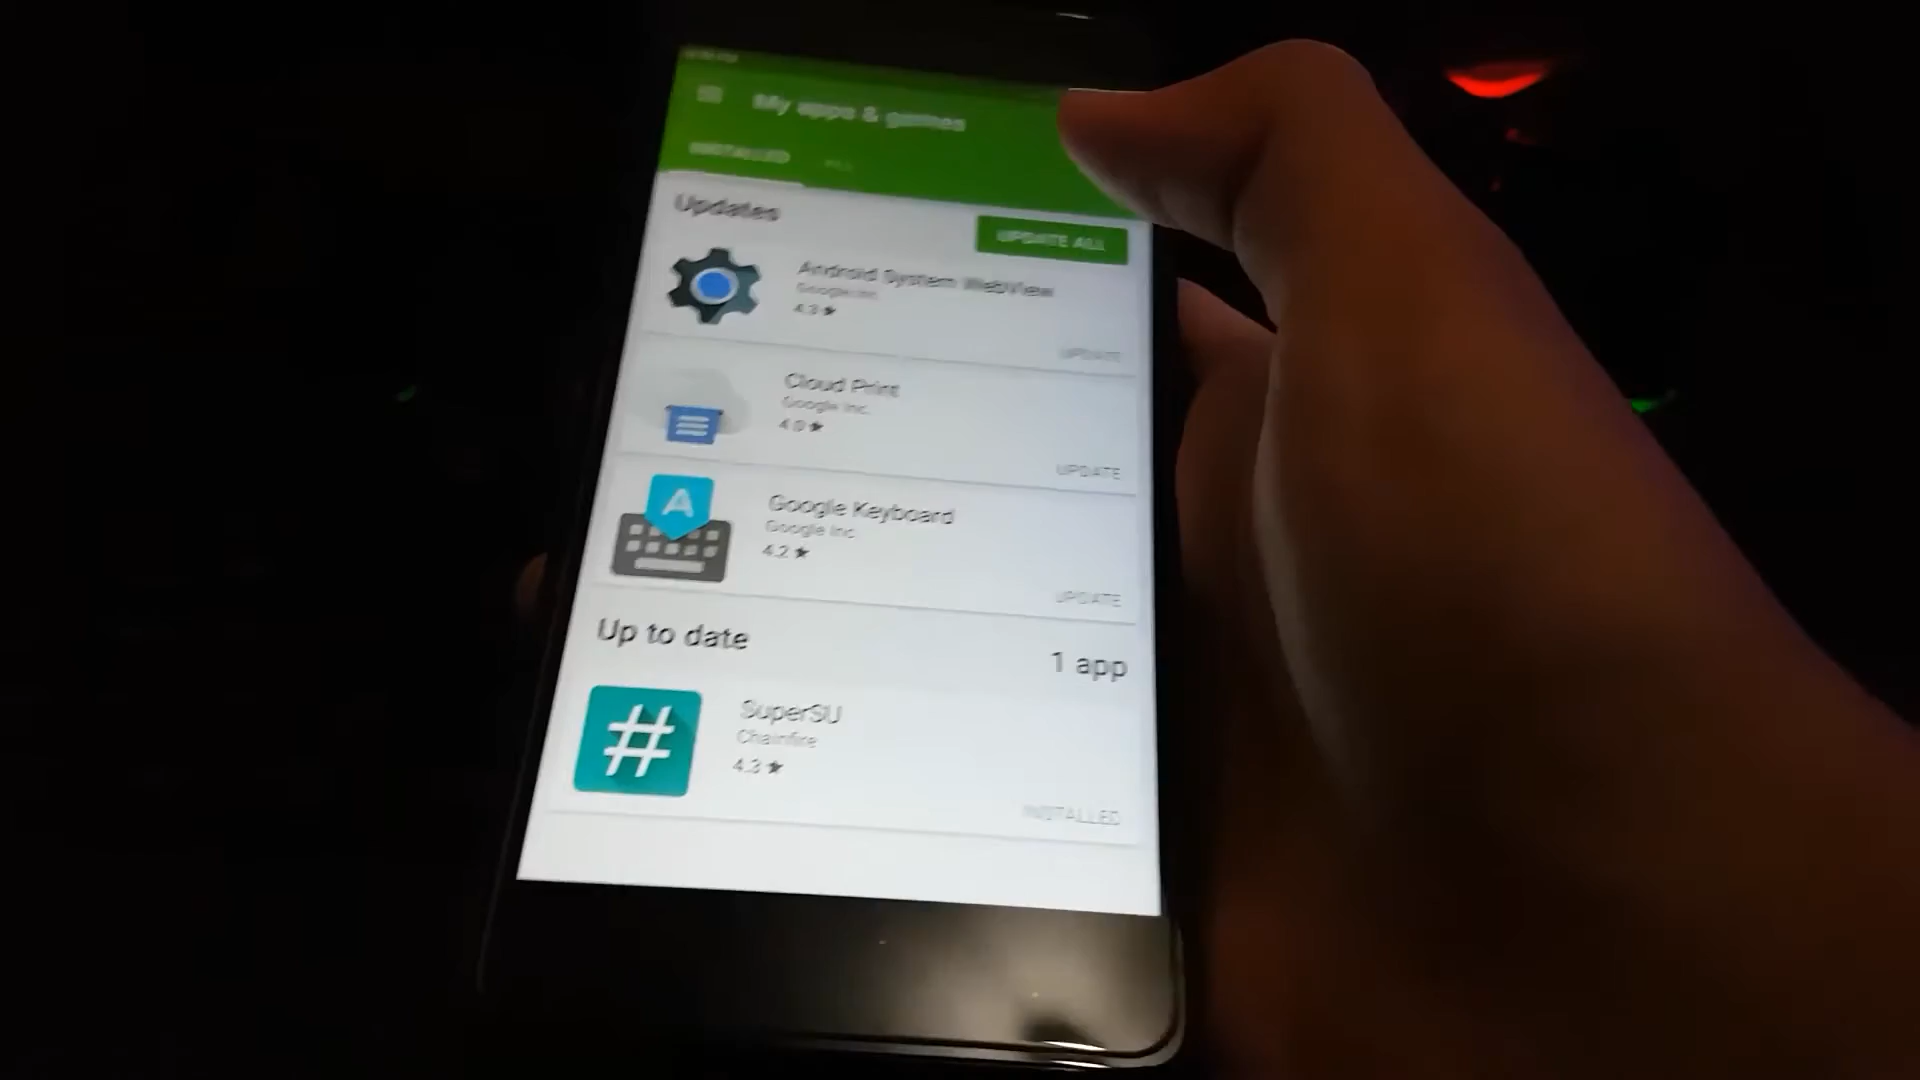 My apps & games
INSTALLED ALL
Updates
UPDATE ALL
Android System WebView
Google Inc.
4.3★
UPDATE
Cloud Print
Google Inc.
4.0★
UPDATE
A
Google Keyboard
Google Inc.
4.2★
UPDATE
Up to date
1 app
#
SuperSU
Chainfire
4.3★
INSTALLED